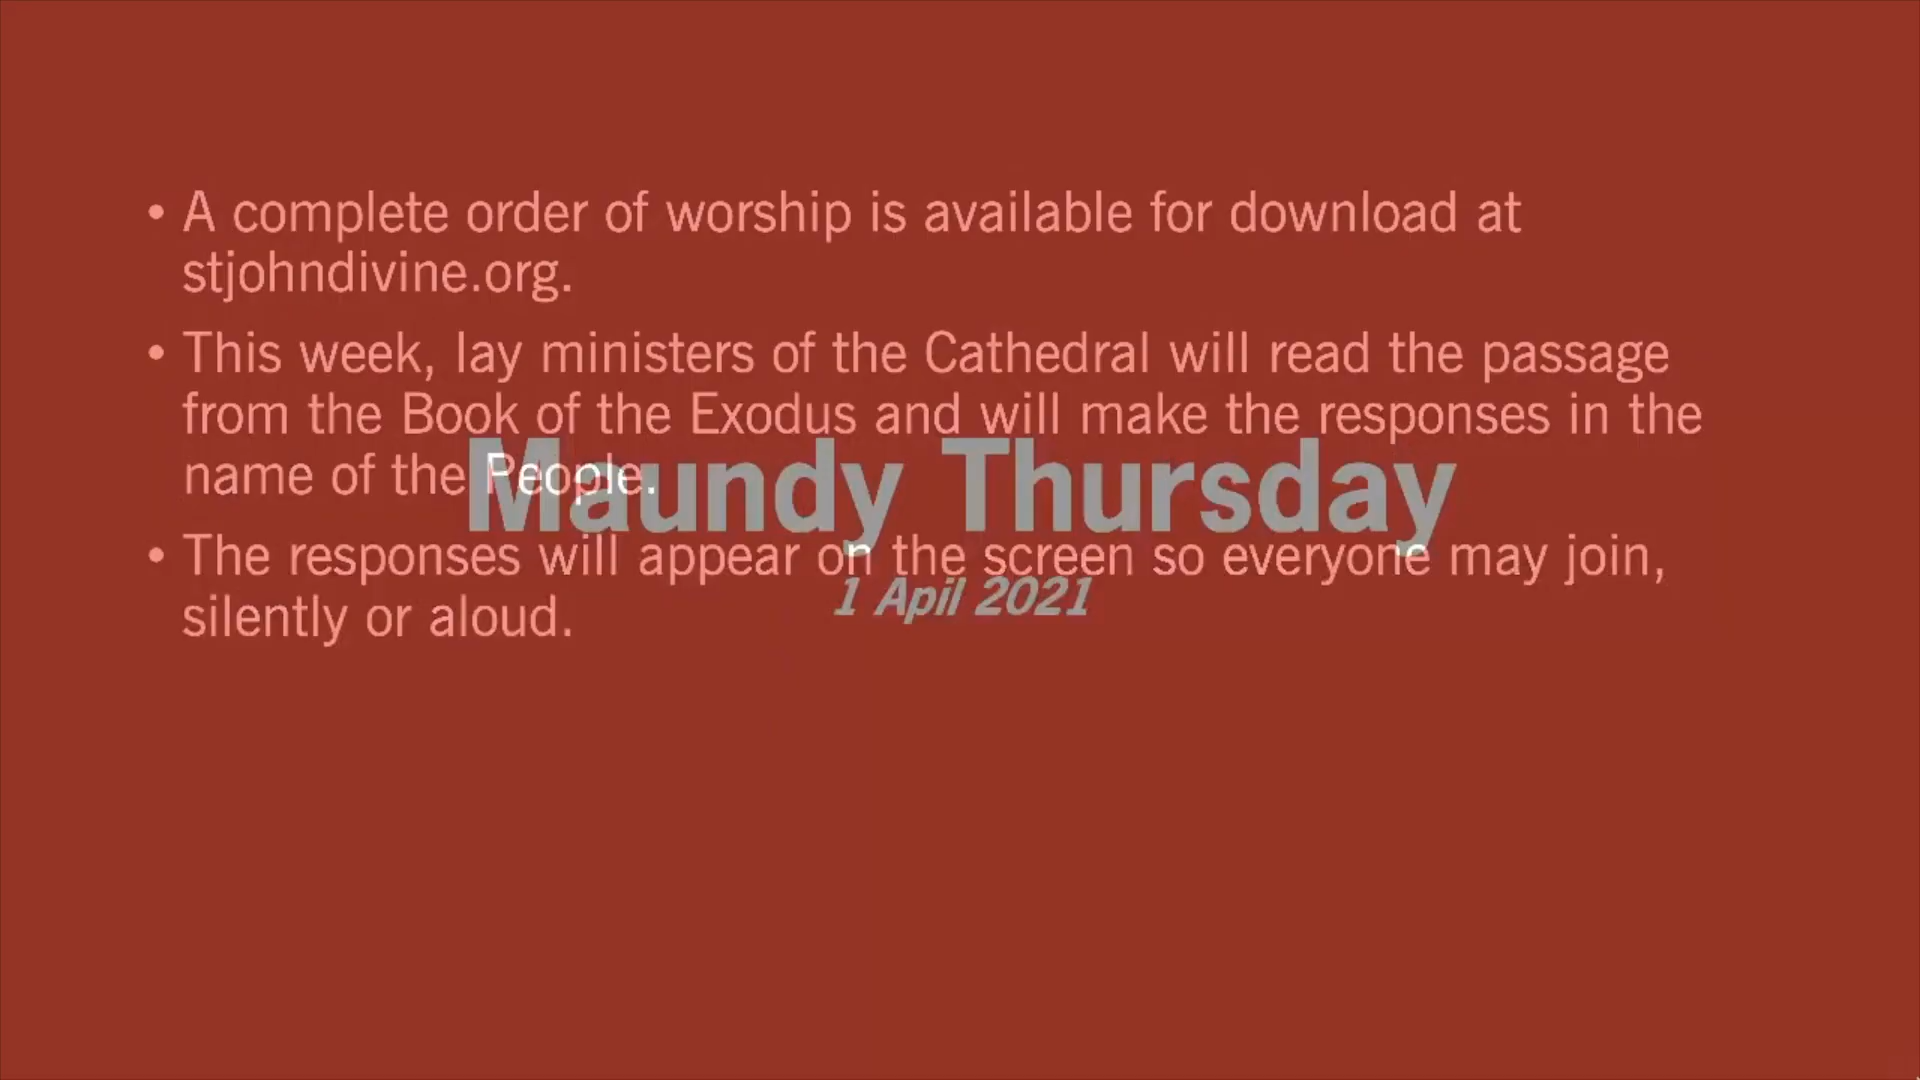 • A complete order of worship is available for download at
stjohndivine.org.
• This week, lay ministers of the Cathedral will read the passage
from the Book of the Exodus and will make the responses in the
name of the People.
Maundy Thursday
• The responses will appear on the screen so everyone may join,
1 Apil 2021
silently or aloud.